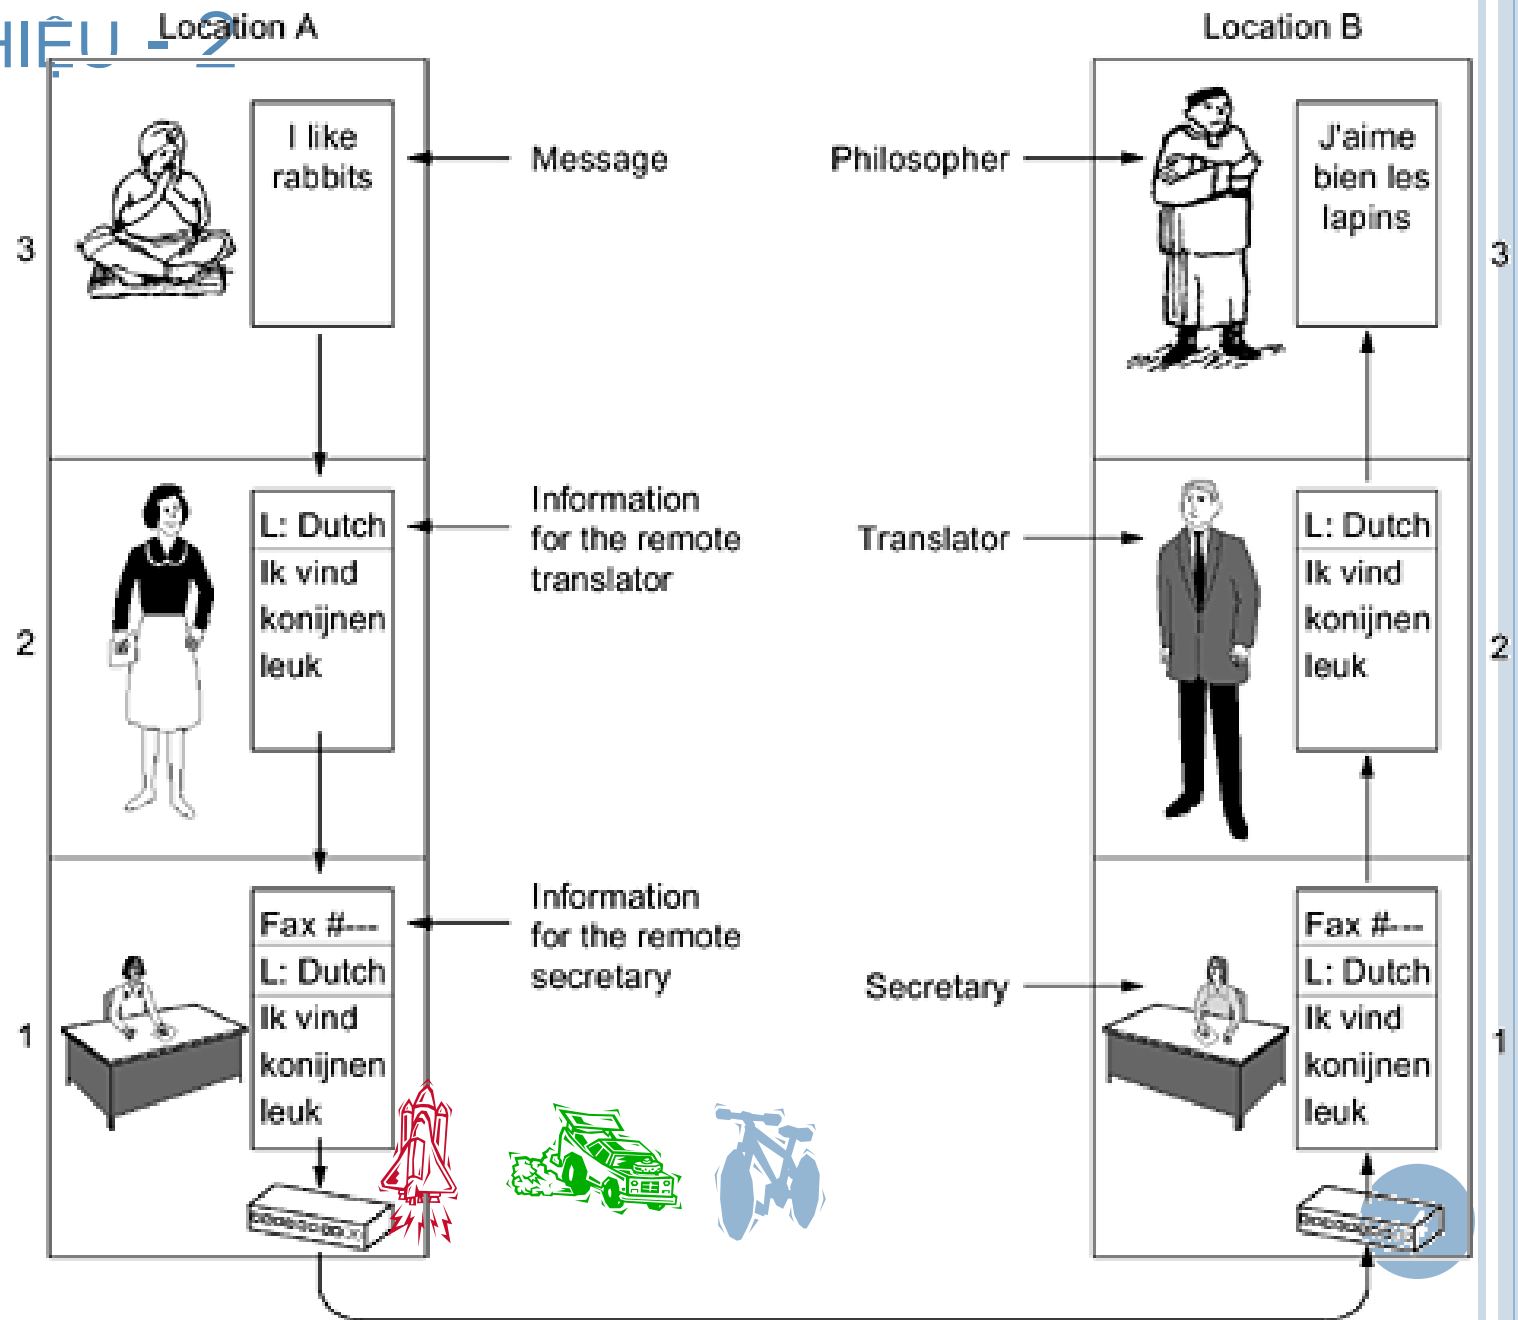 HIỆU - 2
Location A
Location B
I like
rabbits
Message
Philosopher
J'aime
bien les
lapins
3
3
L: Dutch
Ik vind
konijnen
leuk
Information
for the remote
translator
Translator
L: Dutch
Ik vind
konijnen
leuk
2
2
Fax #---
L: Dutch
Ik vind
konijnen
leuk
Information
for the remote
secretary
Secretary
Fax #---
L: Dutch
Ik vind
konijnen
leuk
1
1